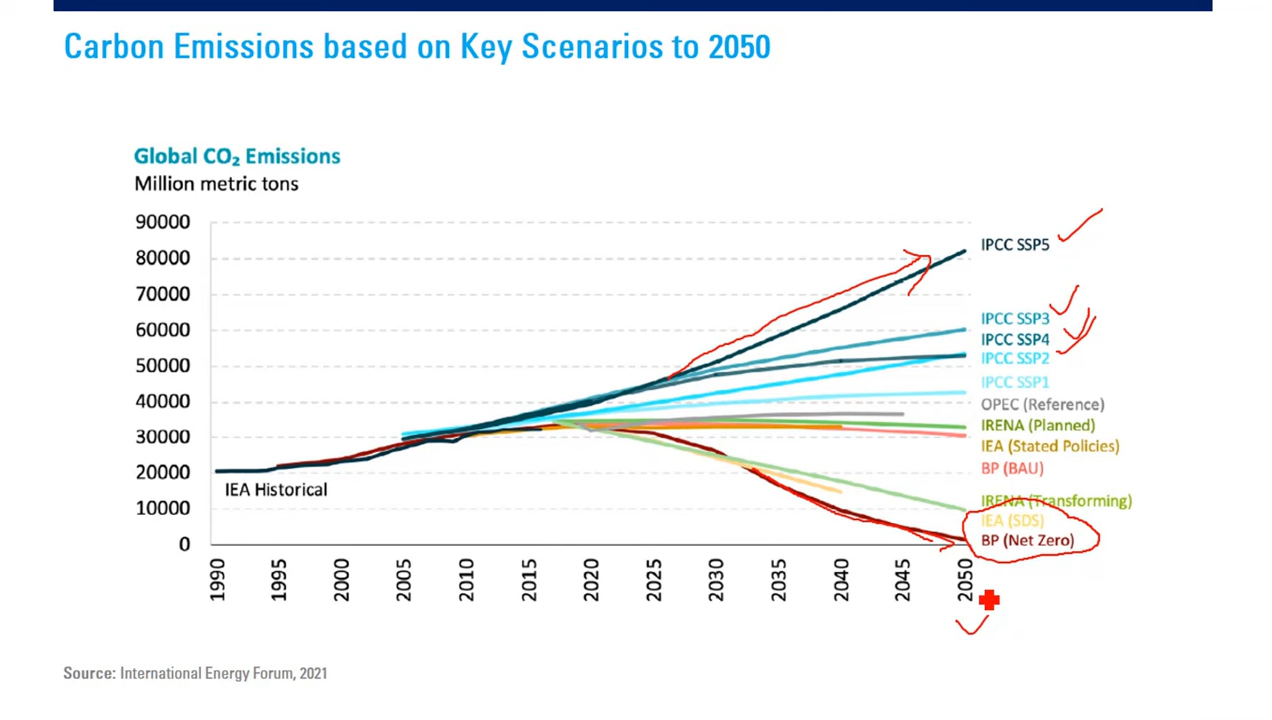 Carbon Emissions based on Key Scenarios to 2050
Global CO₂ Emissions
Million metric tons
90000
80000
70000
60000
50000
40000
30000
20000
10000
0
IEA Historical
IPCC SSP5
IPCC SSP3
IPCC SSP4
IPCC SSP2
IPCC SSP1
OPEC (Reference)
IRENA (Planned)
IEA (Stated Policies)
BP (BAU)
IRENA (Transforming)
IEA (SDS)
BP (Net Zero)
1990
1995
2000
2005
2010
2015
2020
2025
2030
2035
2040
2045
2050
Source: International Energy Forum, 2021